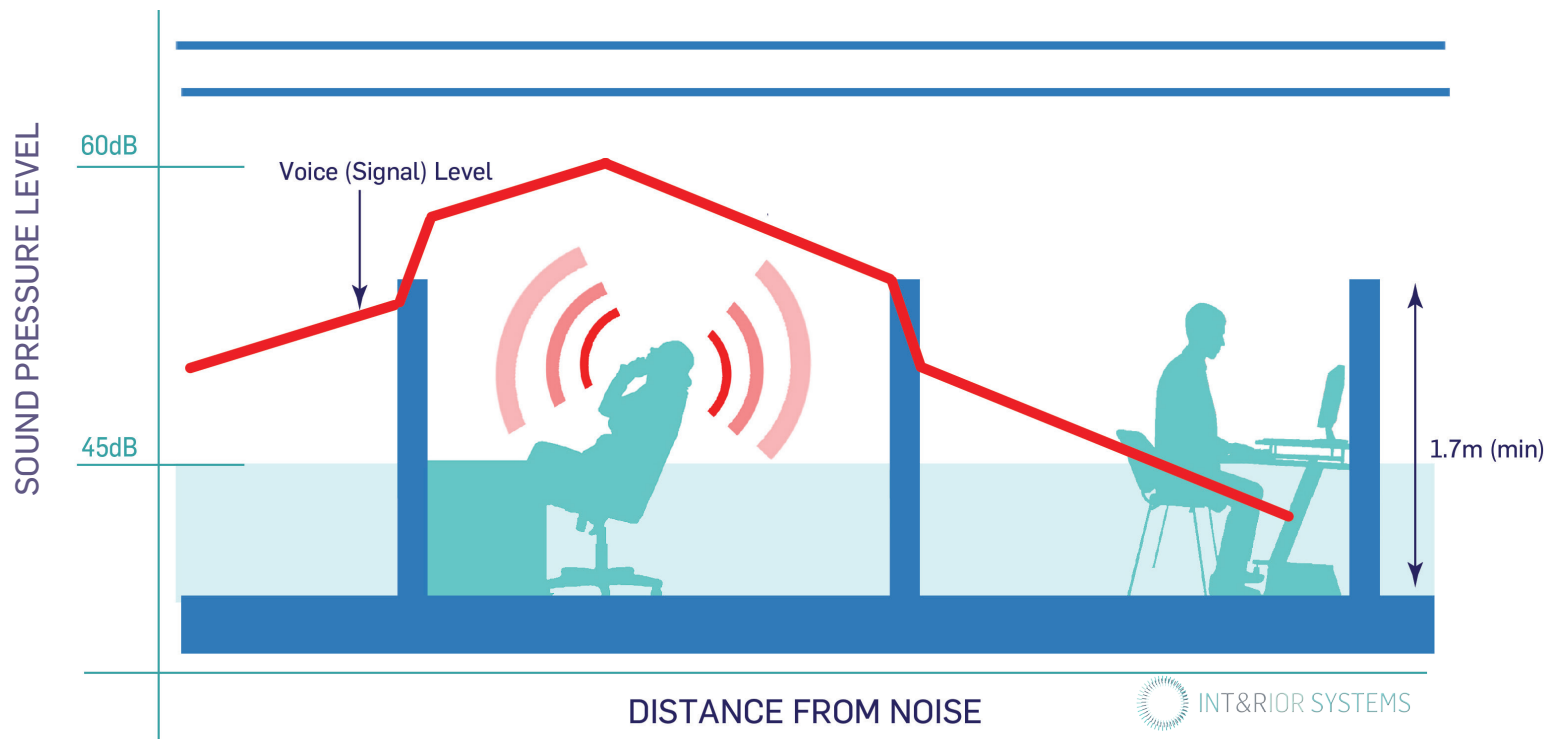 SOUND PRESSURE LEVEL
60dB
Voice (Signal) Level
45dB
1.7m (min)
DISTANCE FROM NOISE
INT&RIOR SYSTEMS